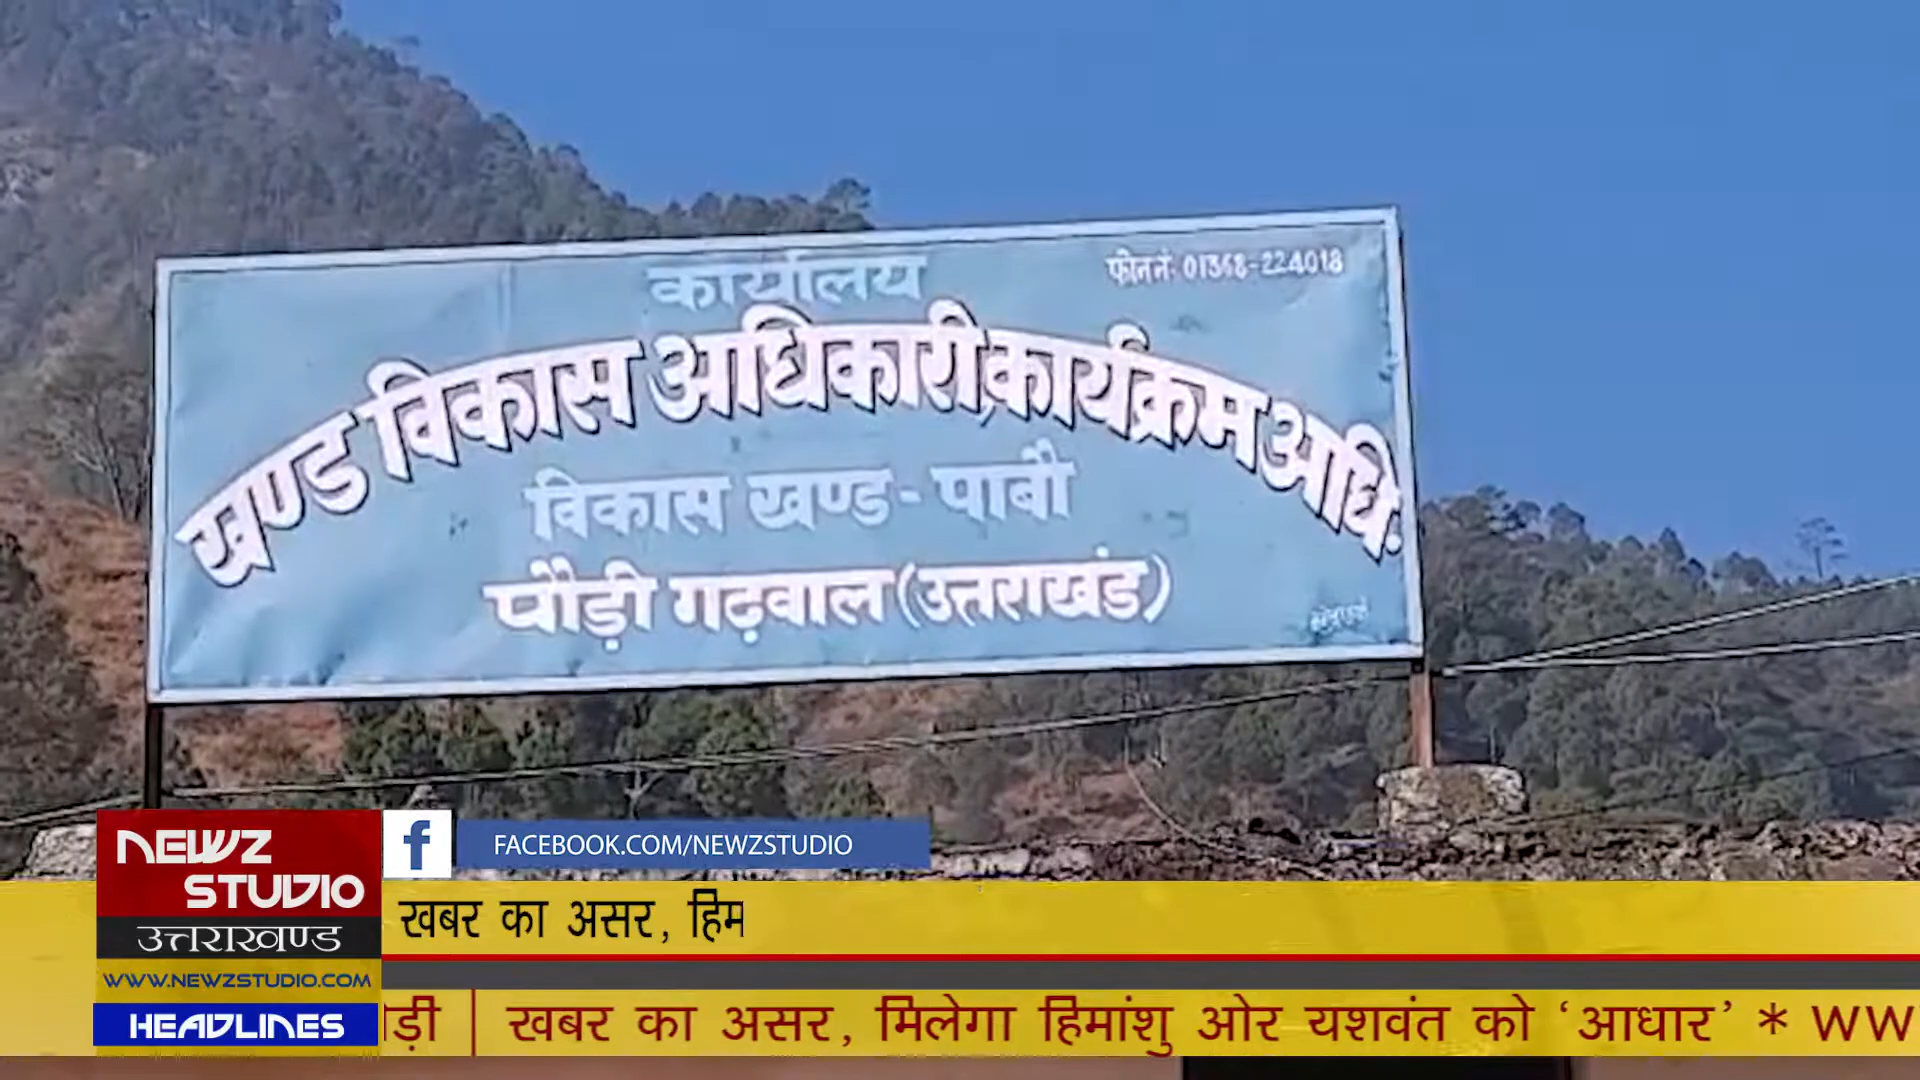 कार्यालय
फोन नं. 01368-224018
खण्ड विकास अधिकारी,कार्यक्रम अधि.
विकास खण्ड - पाबौ
पौड़ी गढ़वाल (उत्तराखंड)
NEWZ
STUDIO
उत्तराखण्ड
WWW.NEWZSTUDIO.COM
HEADLINES
f
FACEBOOK.COM/NEWZSTUDIO
खबर का असर, हिम
ड़ी | खबर का असर, मिलेगा हिमांशु ओर यशवंत को ‘आधार’ * WW